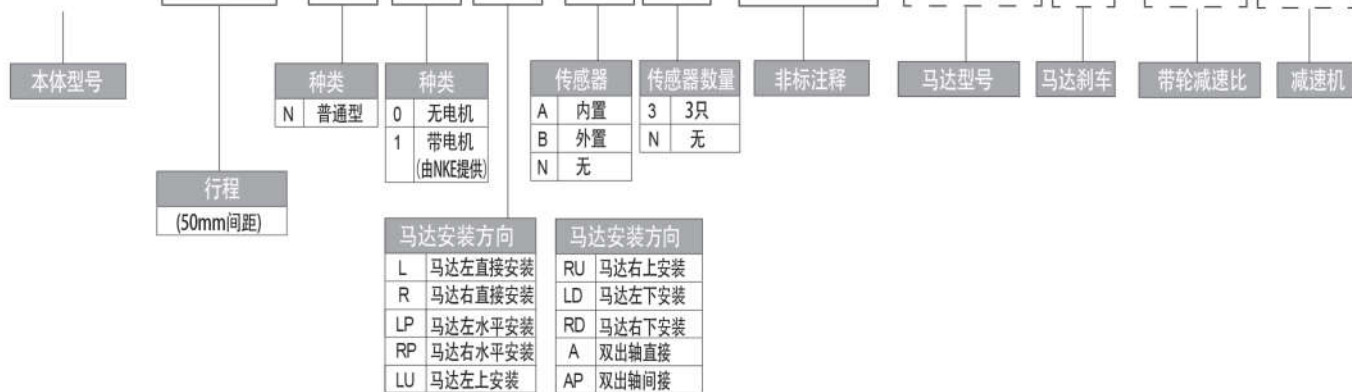 本体型号
种类
N 普通型
种类
0 无电机
1 带电机
(由NKE提供)
传感器
A 内置
B 外置
N 无
传感器数量
3 3只
N 无
非标注释
马达型号
马达刹车
带轮减速比
减速机
行程
(50mm间距)
马达安装方向
L 马达左直接安装
R 马达右直接安装
LP 马达左水平安装
RP 马达右水平安装
LU 马达左上安装
马达安装方向
RU 马达右上安装
LD 马达左下安装
RD 马达右下安装
A 双出轴直接
AP 双出轴间接